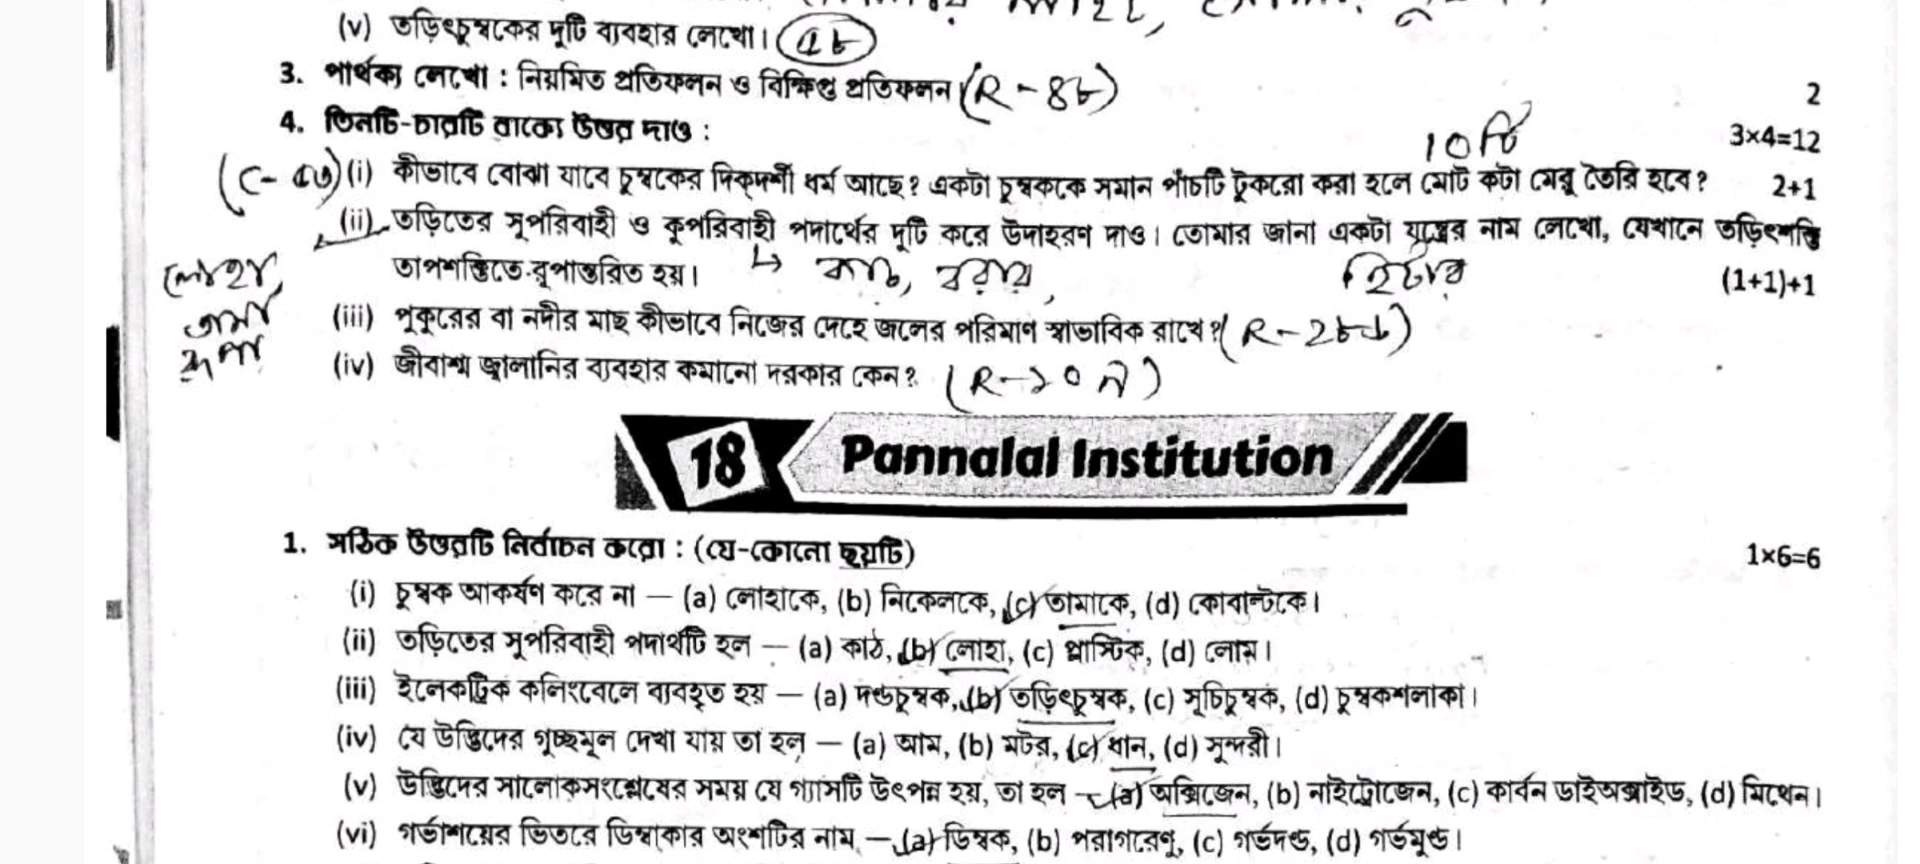 (v) তড়িৎচুম্বকের দুটি ব্যবহার লেখো।
3. পার্থক্য লেখো : নিয়মিত প্রতিফলন ও বিক্ষিপ্ত প্রতিফলন (R - 8৮) 2
4. তিনটি-চারটি বাক্যে উত্তর দাও : 10টি 3×4=12
(i) কীভাবে বোঝা যাবে চুম্বকের দিক্‌দর্শী ধর্ম আছে? একটা চুম্বককে সমান পাঁচটি টুকরো করা হলে মোট কটা মেরু তৈরি হবে? 2+1
(ii) তড়িতের সুপরিবাহী ও কুপরিবাহী পদার্থের দুটি করে উদাহরণ দাও। তোমার জানা একটা যন্ত্রের নাম লেখো, যেখানে তড়িৎশক্তি
লোহা, তাপশক্তিতে রূপান্তরিত হয়। হিটার (1+1)+1
তামা (iii) পুকুরের বা নদীর মাছ কীভাবে নিজের দেহে জলের পরিমাণ স্বাভাবিক রাখে?
রূপা (iv) জীবাশ্ম জ্বালানির ব্যবহার কমানো দরকার কেন?
18 Pannalal Institution
1. সঠিক উত্তরটি নির্বাচন করো : (যে-কোনো ছয়টি) 1×6=6
(i) চুম্বক আকর্ষণ করে না — (a) লোহাকে, (b) নিকেলকে, (c) তামাকে, (d) কোবাল্টকে।
(ii) তড়িতের সুপরিবাহী পদার্থটি হল — (a) কাঠ, (b) লোহা, (c) প্লাস্টিক, (d) লোম।
(iii) ইলেকট্রিক কলিংবেলে ব্যবহৃত হয় — (a) দণ্ডচুম্বক, (b) তড়িৎচুম্বক, (c) সূচিচুম্বক, (d) চুম্বকশলাকা।
(iv) যে উদ্ভিদের গুচ্ছমূল দেখা যায় তা হল — (a) আম, (b) মটর, (c) ধান, (d) সুন্দরী।
(v) উদ্ভিদের সালোকসংশ্লেষের সময় যে গ্যাসটি উৎপন্ন হয়, তা হল — (a) অক্সিজেন, (b) নাইট্রোজেন, (c) কার্বন ডাইঅক্সাইড, (d) মিথেন।
(vi) গর্ভাশয়ের ভিতরে ডিম্বাকার অংশটির নাম — (a) ডিম্বক, (b) পরাগরেণু, (c) গর্ভদণ্ড, (d) গর্ভমুণ্ড।